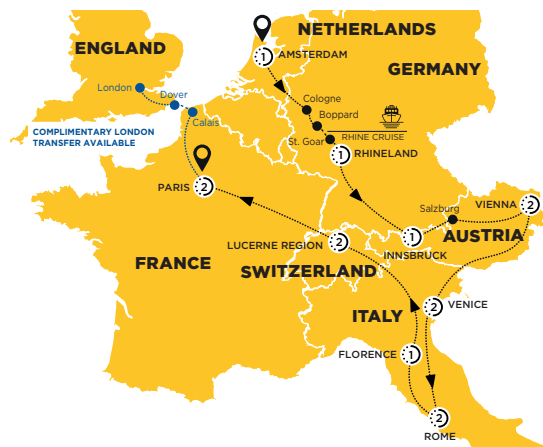 ENGLAND
NETHERLANDS
1
AMSTERDAM
GERMANY
London
Dover
Calais
Cologne
Boppard
St. Goar
RHINE CRUISE
COMPLIMENTARY LONDON
TRANSFER AVAILABLE
1
RHINELAND
PARIS
2
VIENNA
2
Salzburg
AUSTRIA
LUCERNE REGION
2
1
INNSBRUCK
FRANCE
SWITZERLAND
ITALY
2
VENICE
FLORENCE
1
2
ROME